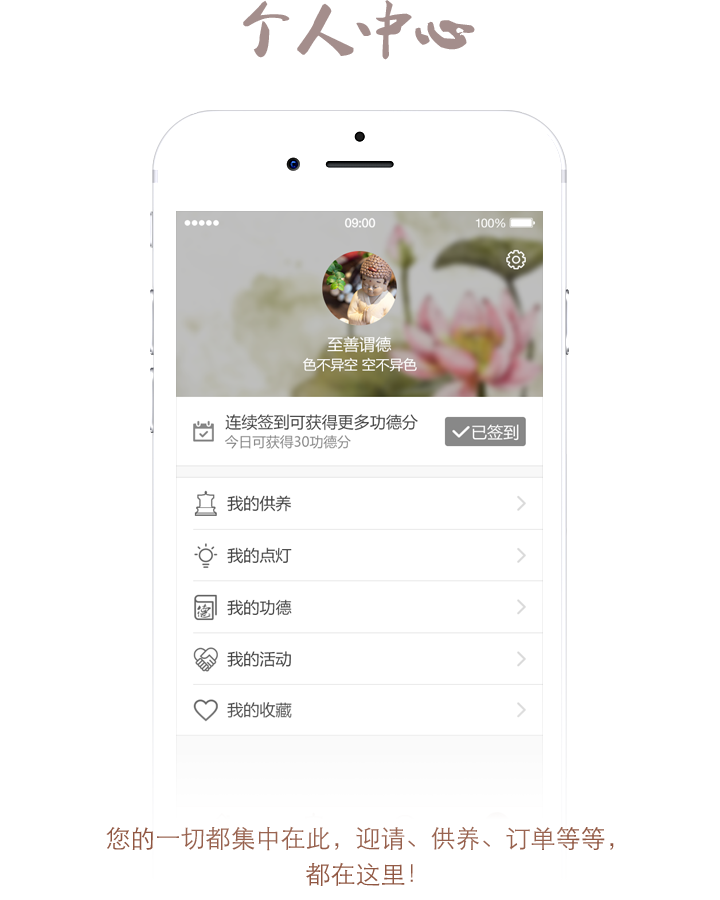 个人中心
09:00
100%
至善谓德
色不异空 空不异色
连续签到可获得更多功德分
今日可获得30功德分
已签到
我的供养
我的点灯
德
我的功德
我的活动
我的收藏
您的一切都集中在此，迎请、供养、订单等等，
都在这里！